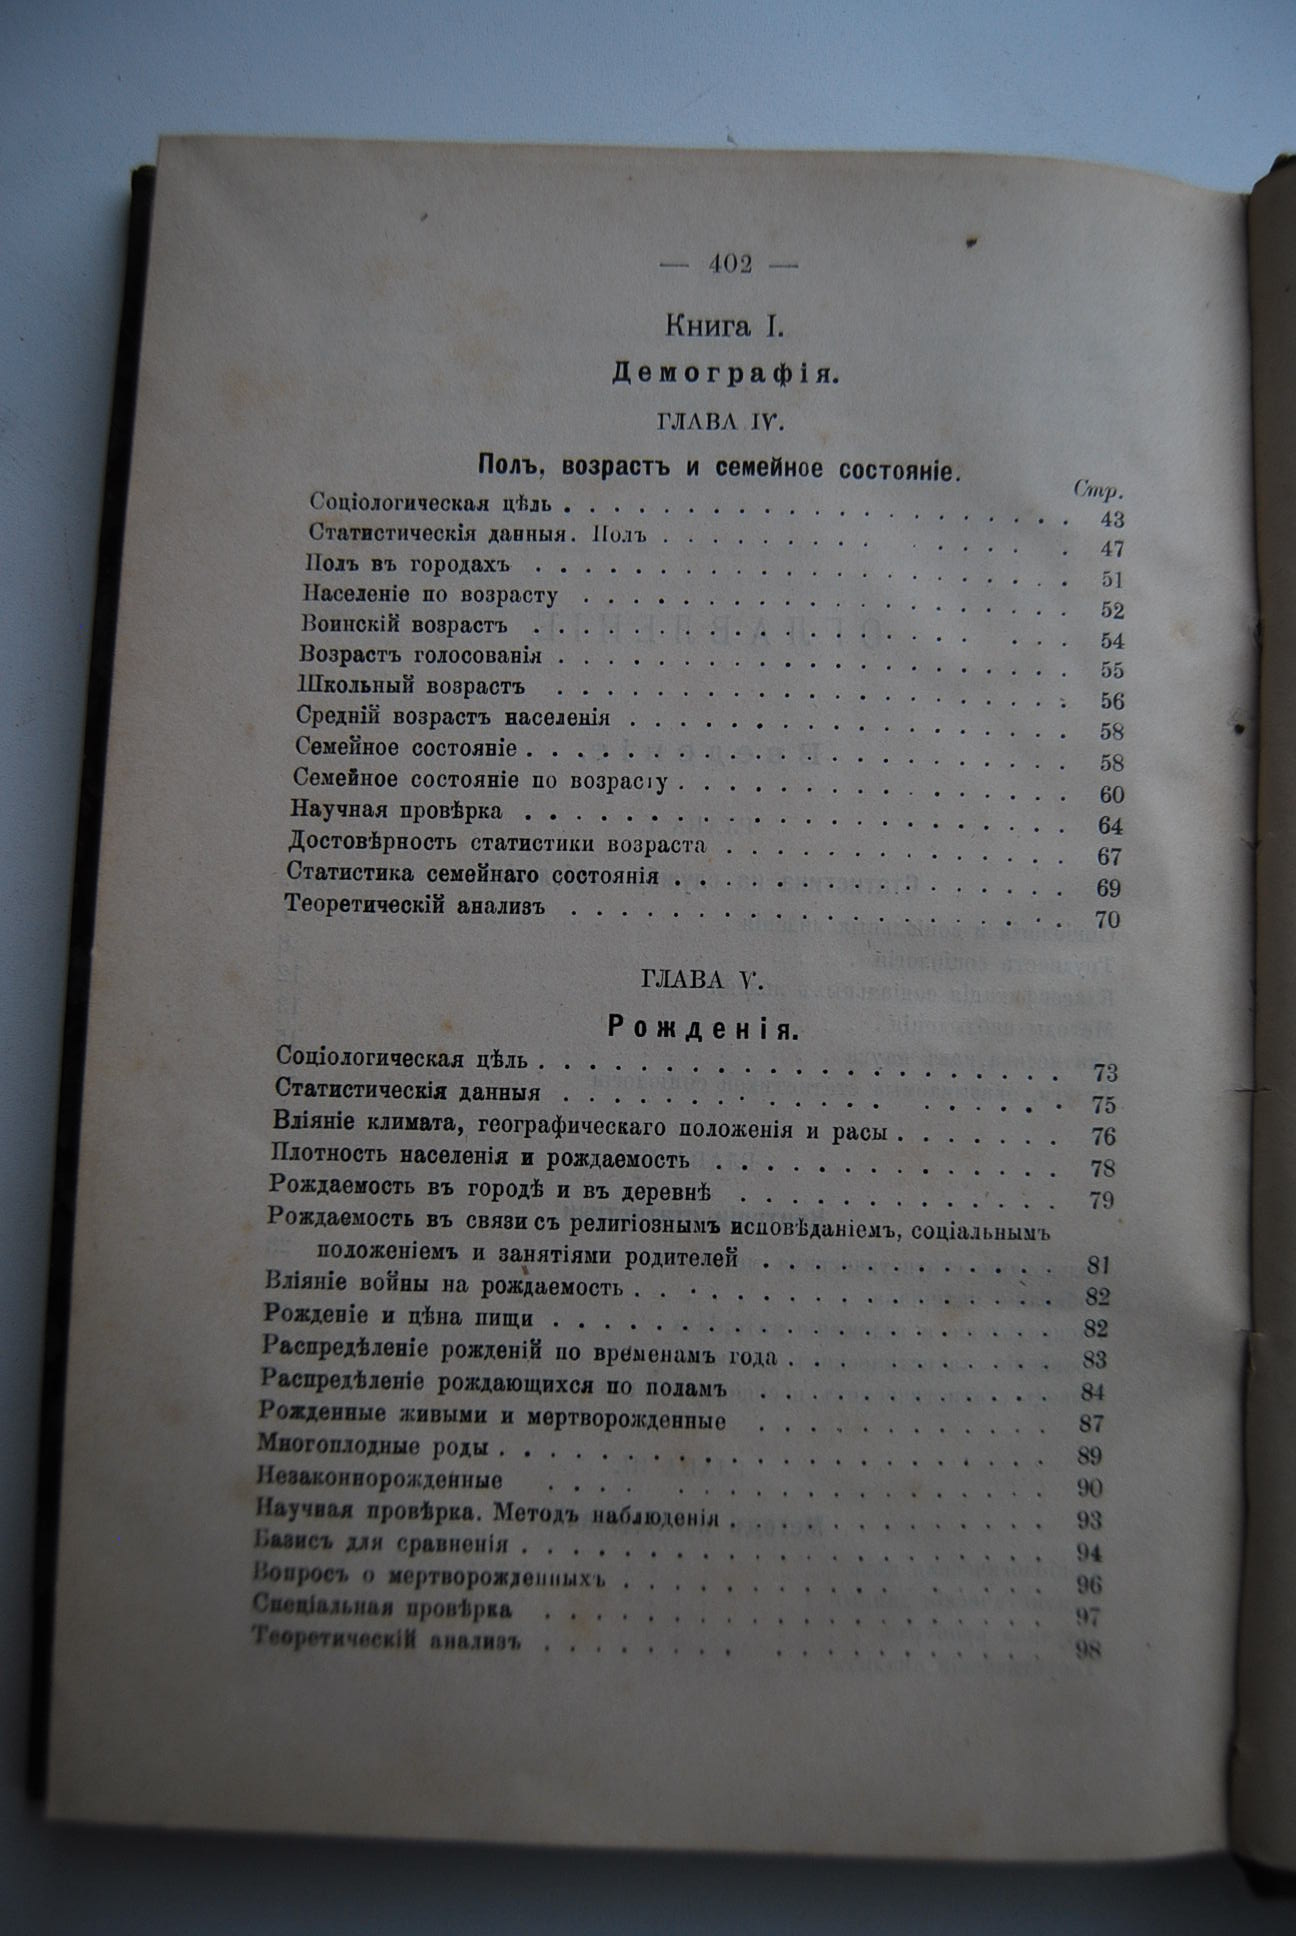 — 402 —
Книга I.
Демографія.
ГЛАВА IV.
Полъ, возрастъ и семейное состояніе.
Стр.
Соціологическая цѣль . . . . . . . . . . . . . . . . . . . . 43
Статистическія данныя. Полъ . . . . . . . . . . . . . . . 47
Полъ въ городахъ . . . . . . . . . . . . . . . . . . . . . 51
Населеніе по возрасту . . . . . . . . . . . . . . . . . . . 52
Воинскій возрастъ . . . . . . . . . . . . . . . . . . . . 54
Возрастъ голосованія . . . . . . . . . . . . . . . . . . . . 55
Школьный возрастъ . . . . . . . . . . . . . . . . . . . . 56
Средній возрастъ населенія . . . . . . . . . . . . . . . . . 58
Семейное состояніе . . . . . . . . . . . . . . . . . . . . . 58
Семейное состояніе по возрасту . . . . . . . . . . . . . . . 60
Научная провѣрка . . . . . . . . . . . . . . . . . . . . . 64
Достовѣрность статистики возраста . . . . . . . . . . . . . 67
Статистика семейнаго состоянія . . . . . . . . . . . . . . . 69
Теоретическій анализъ . . . . . . . . . . . . . . . . . . . 70
ГЛАВА V.
Рожденія.
Соціологическая цѣль . . . . . . . . . . . . . . . . . . . . 73
Статистическія данныя . . . . . . . . . . . . . . . . . . . 75
Вліяніе климата, географическаго положенія и расы . . . . . . . 76
Плотность населенія и рождаемость . . . . . . . . . . . . . . 78
Рождаемость въ городѣ и въ деревнѣ . . . . . . . . . . . . . 79
Рождаемость въ связи съ религіознымъ исповѣданіемъ, соціальнымъ
положеніемъ и занятіями родителей . . . . . . . . . . . . 81
Вліяніе войны на рождаемость . . . . . . . . . . . . . . . . 82
Рожденіе и цѣна пищи . . . . . . . . . . . . . . . . . . . . 82
Распредѣленіе рожденій по временамъ года . . . . . . . . . . . 83
Распредѣленіе рождающихся по поламъ . . . . . . . . . . . . 84
Рожденные живыми и мертворожденные . . . . . . . . . . . . 87
Многоплодные роды . . . . . . . . . . . . . . . . . . . . . 89
Незаконнорожденные . . . . . . . . . . . . . . . . . . . 90
Научная провѣрка. Методъ наблюденія . . . . . . . . . . . . . 93
Базисъ для сравненія . . . . . . . . . . . . . . . . . . . . 94
Вопросъ о мертворожденныхъ . . . . . . . . . . . . . . . . 96
Спеціальная провѣрка . . . . . . . . . . . . . . . . . . . . 97
Теоретическій анализъ . . . . . . . . . . . . . . . . . . . 98